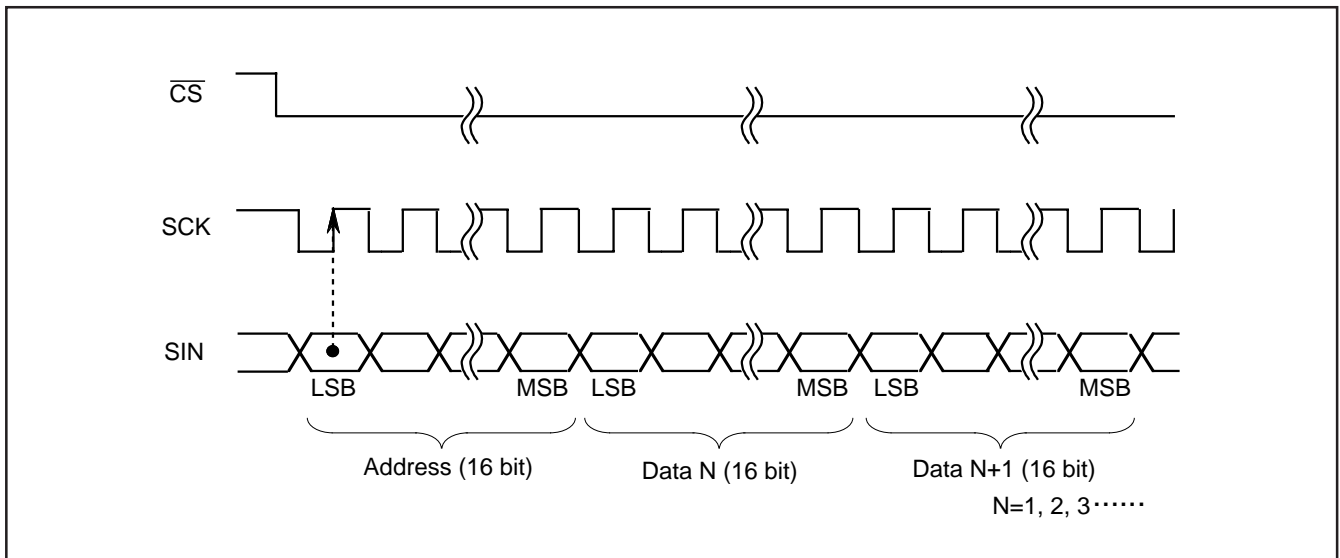 CS
SCK
SIN
LSB MSB LSB MSB LSB MSB
Address (16 bit) Data N (16 bit) Data N+1 (16 bit)
N=1, 2, 3······